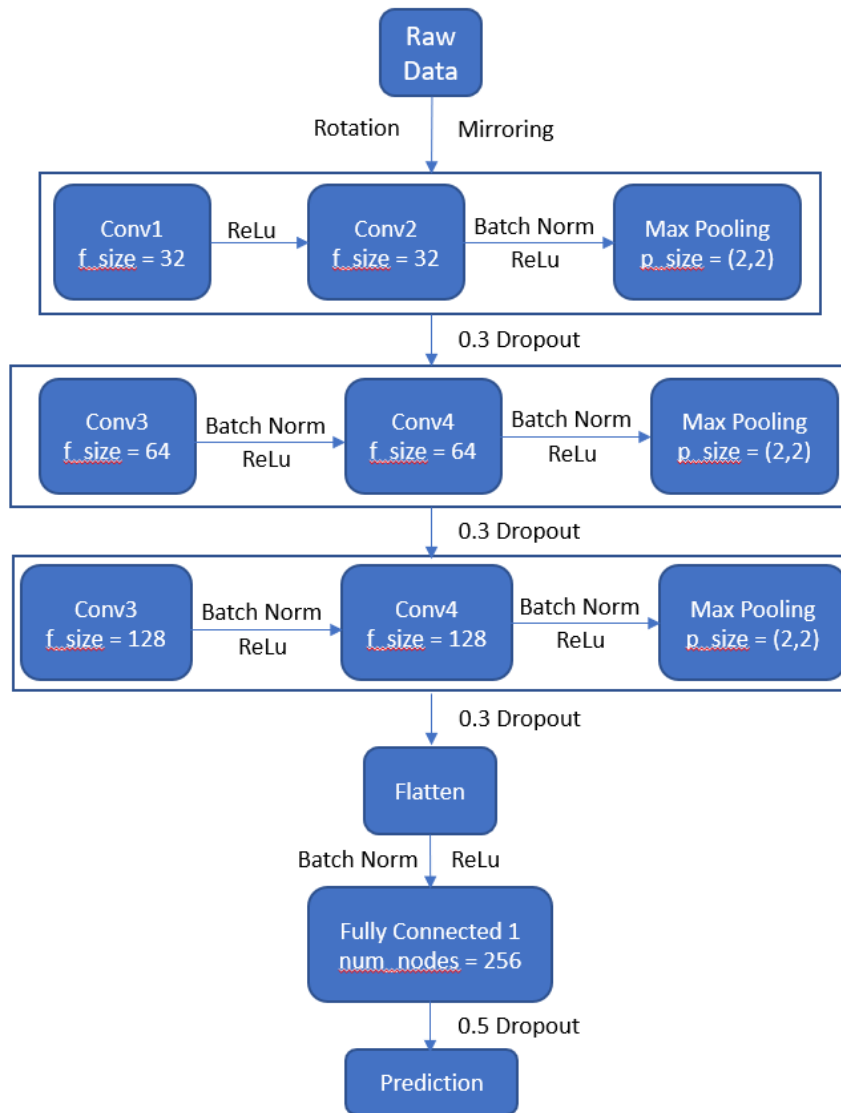 Raw
Data
Rotation Mirroring
Conv1
f_size = 32
ReLu
Conv2
f_size = 32
Batch Norm
ReLu
Max Pooling
p_size = (2,2)
0.3 Dropout
Conv3
f_size = 64
Batch Norm
ReLu
Conv4
f_size = 64
Batch Norm
ReLu
Max Pooling
p_size = (2,2)
0.3 Dropout
Conv3
f_size = 128
Batch Norm
ReLu
Conv4
f_size = 128
Batch Norm
ReLu
Max Pooling
p_size = (2,2)
0.3 Dropout
Flatten
Batch Norm ReLu
Fully Connected 1
num_nodes = 256
0.5 Dropout
Prediction